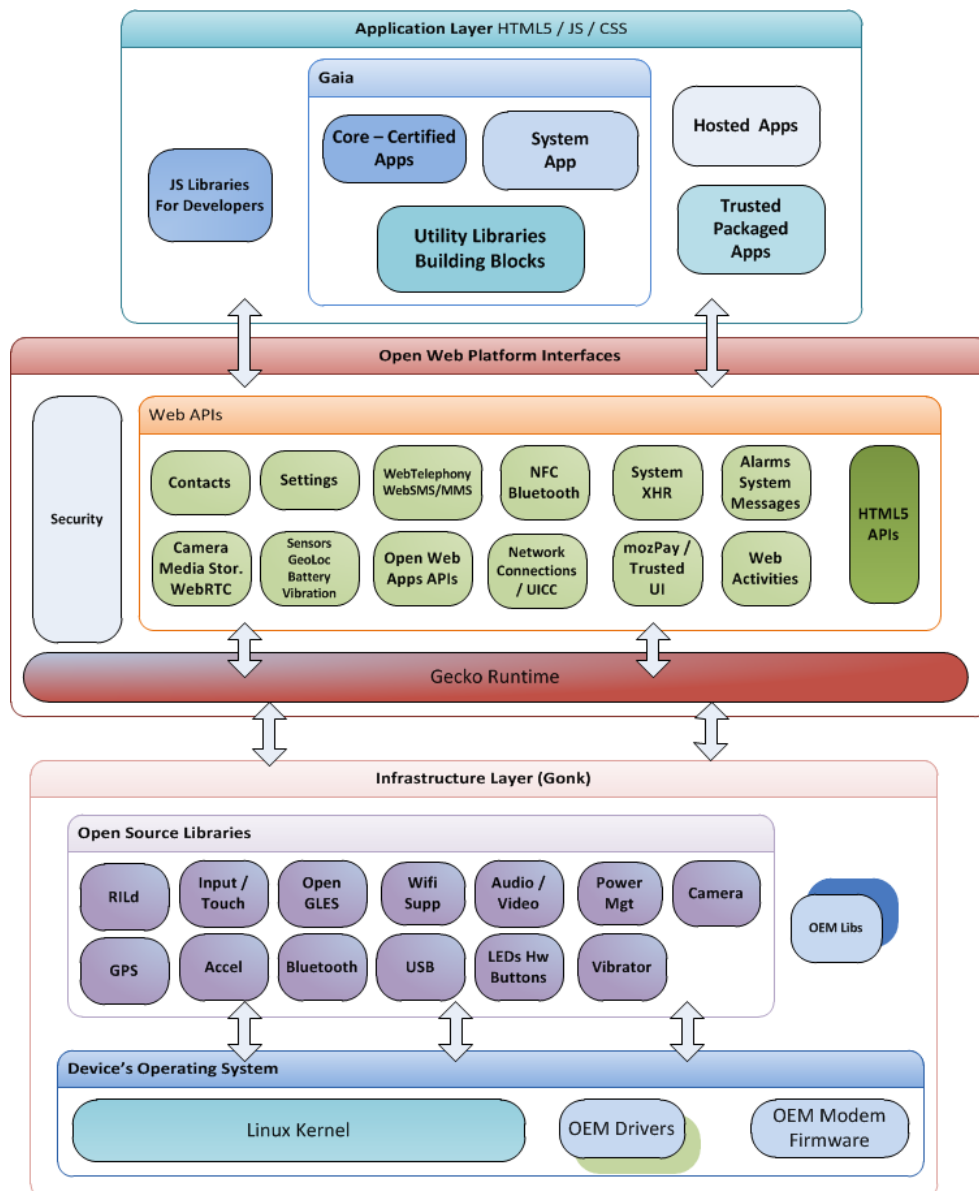 Application Layer HTML5 / JS / CSS
Gaia
Core – Certified
Apps
System
App
Hosted Apps
JS Libraries
For Developers
Utility Libraries
Building Blocks
Trusted
Packaged
Apps
Open Web Platform Interfaces
Security
Web APIs
Contacts
Settings
WebTelephony
WebSMS/MMS
NFC
Bluetooth
System
XHR
Alarms
System
Messages
HTML5
APIs
Camera
Media Stor.
WebRTC
Sensors
GeoLoc
Battery
Vibration
Open Web
Apps APIs
Network
Connections
/ UICC
mozPay /
Trusted
UI
Web
Activities
Gecko Runtime
Infrastructure Layer (Gonk)
Open Source Libraries
RILd
Input /
Touch
Open
GLES
Wifi
Supp
Audio /
Video
Power
Mgt
Camera
OEM Libs
GPS
Accel
Bluetooth
USB
LEDs Hw
Buttons
Vibrator
Device's Operating System
Linux Kernel
OEM Drivers
OEM Modem
Firmware